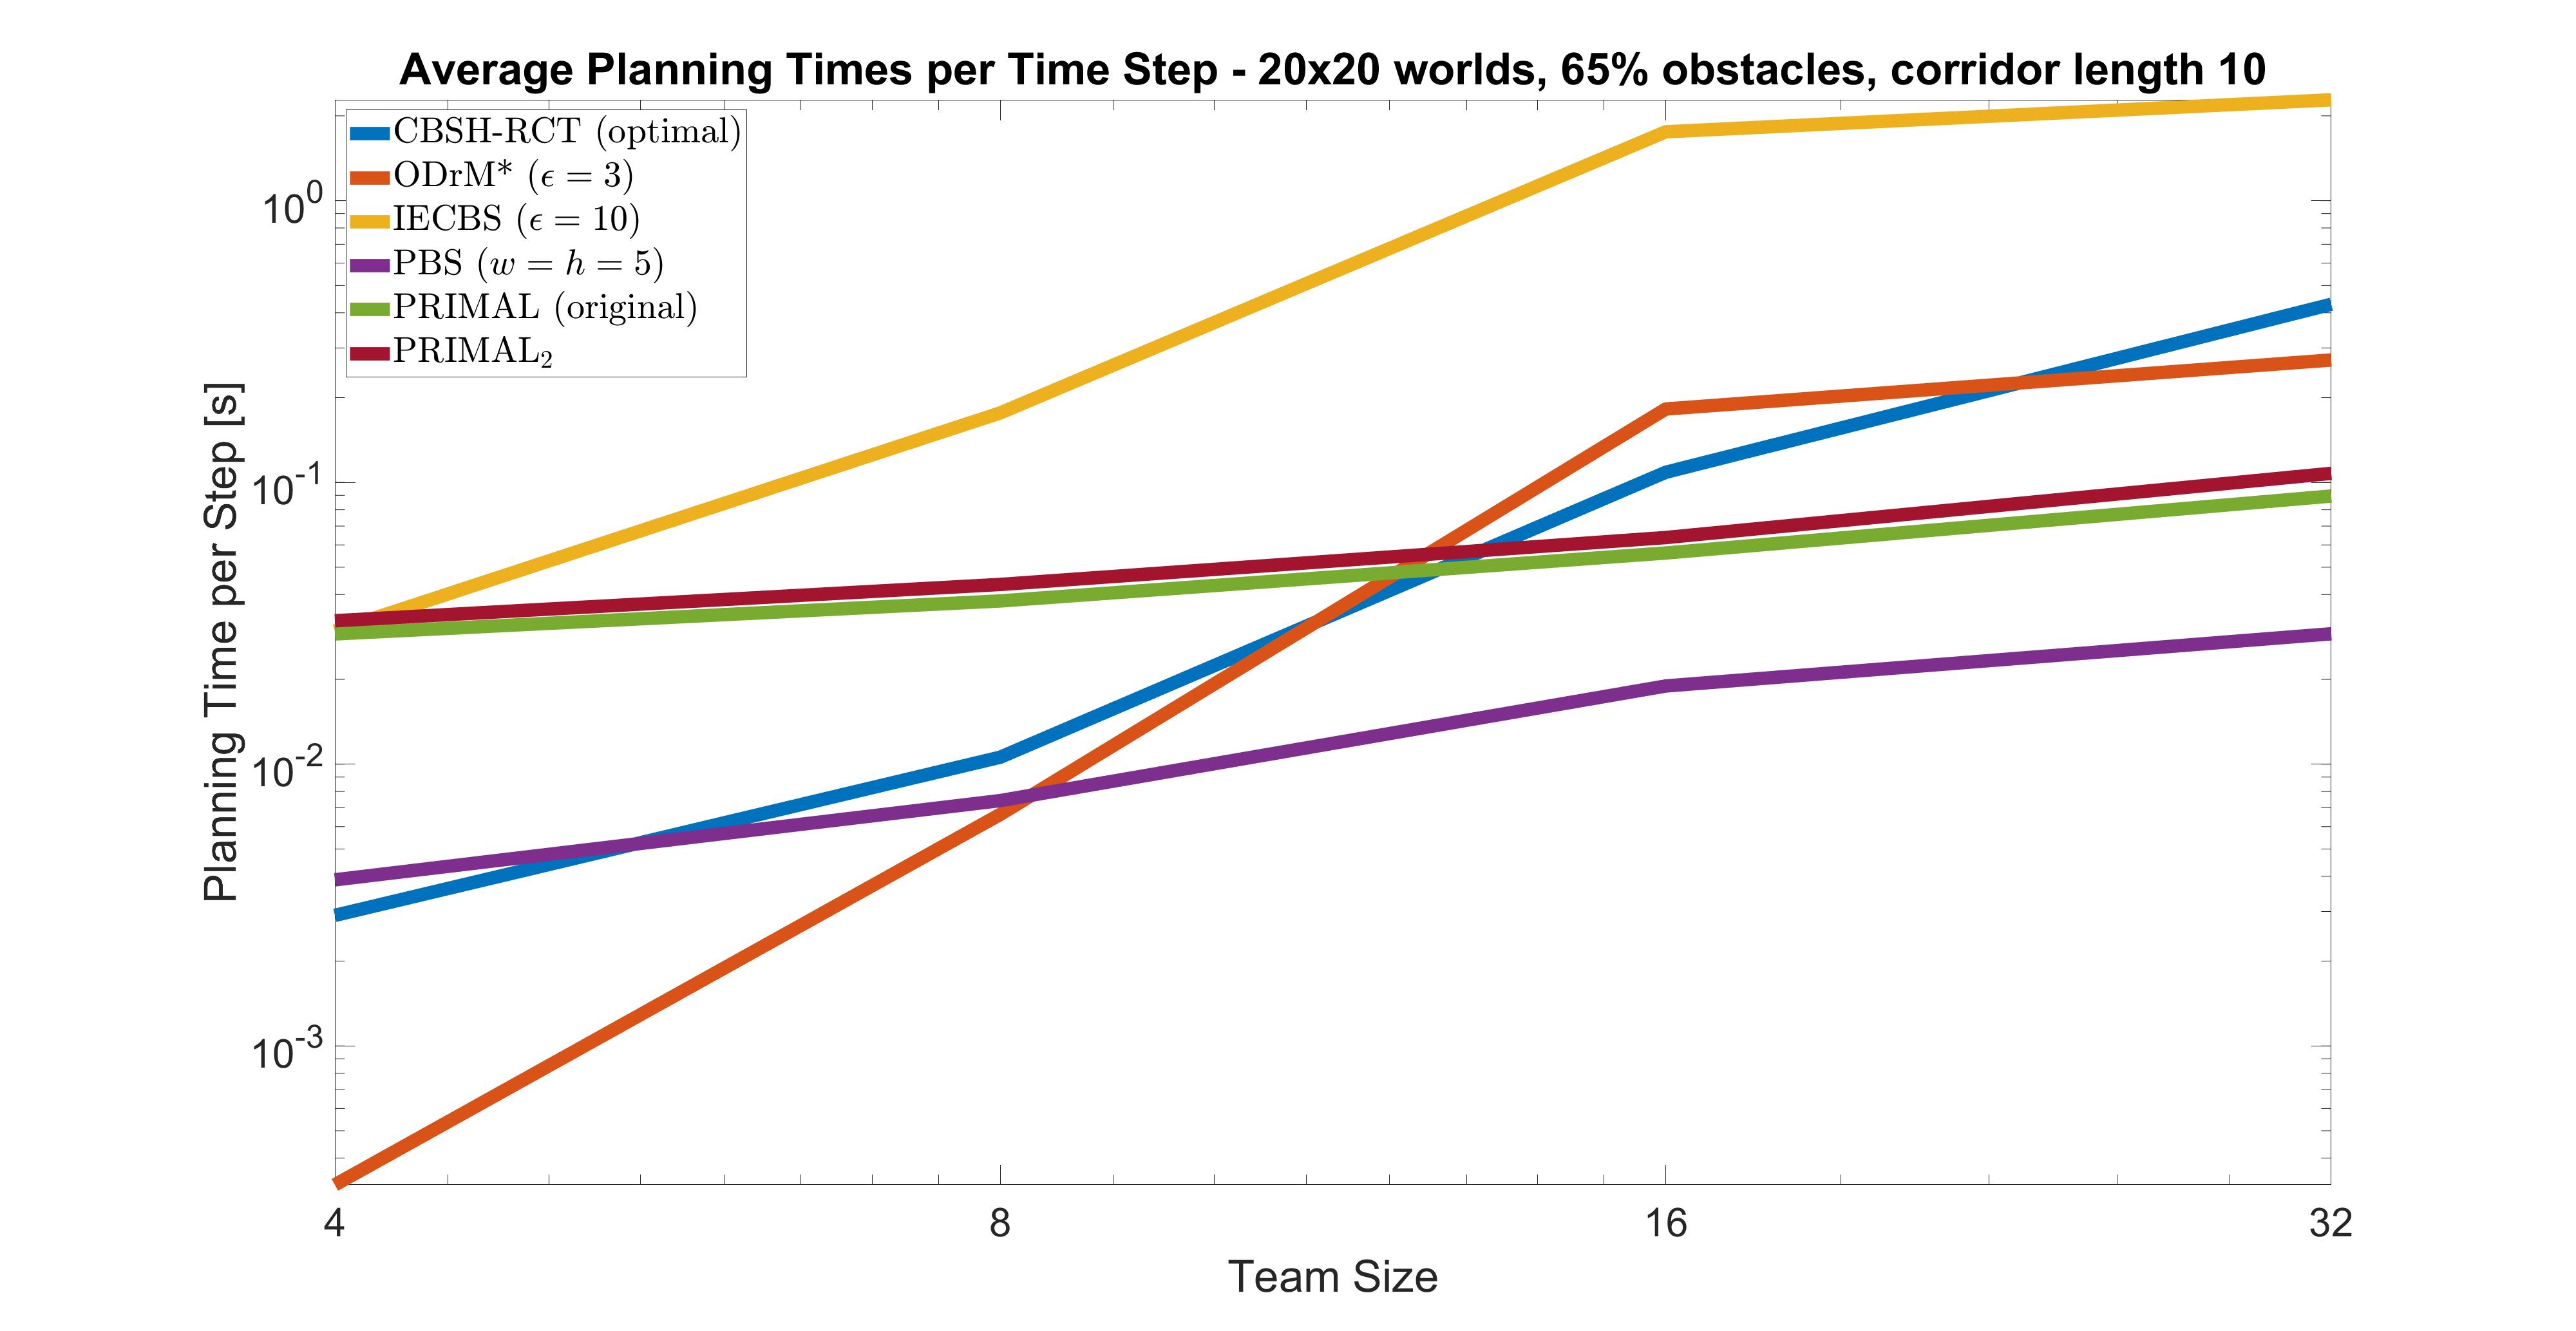 Average Planning Times per Time Step - 20x20 worlds, 65% obstacles, corridor length 10
CBSH-RCT (optimal)
ODrM* (ϵ = 3)
IECBS (ϵ = 10)
PBS (w = h = 5)
PRIMAL (original)
PRIMAL₂
Planning Time per Step [s]
10⁰
10⁻¹
10⁻²
10⁻³
4 8 16 32
Team Size